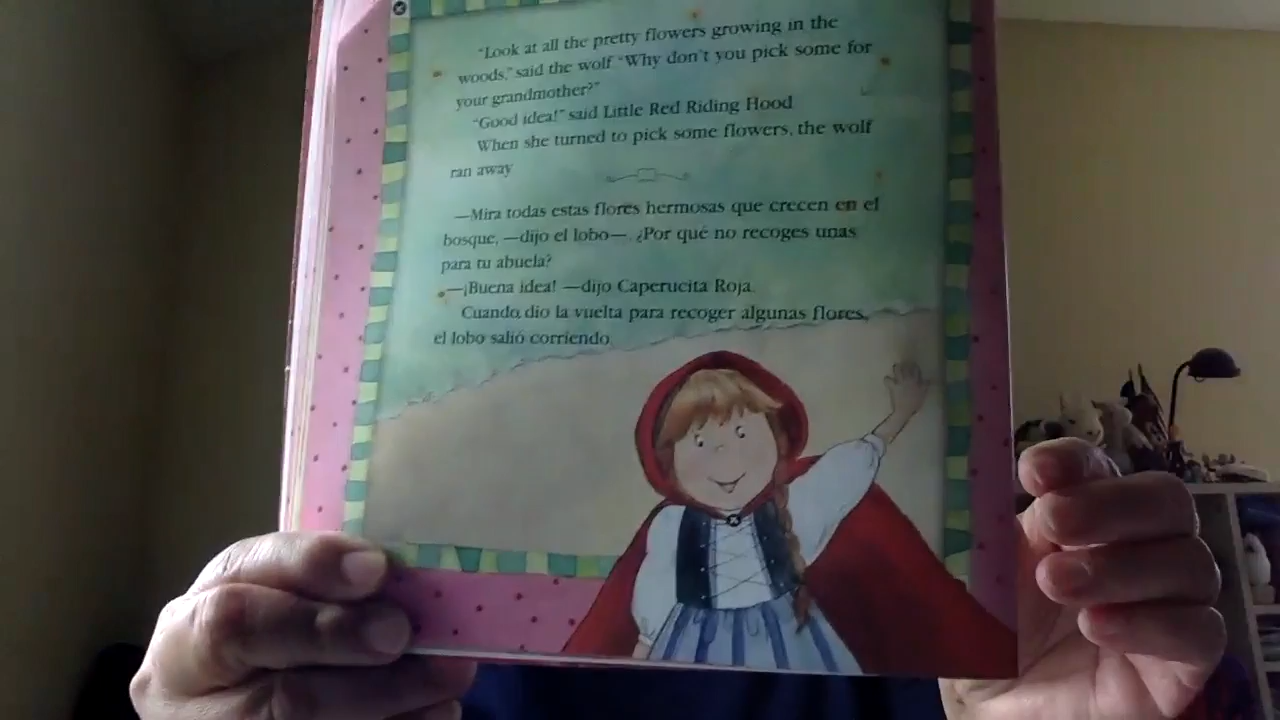 "Look at all the pretty flowers growing in the
woods," said the wolf "Why don't you pick some for
your grandmother?"
"Good idea!" said Little Red Riding Hood
When she turned to pick some flowers, the wolf
ran away
—Mira todas estas flores hermosas que crecen en el
bosque, —dijo el lobo—. ¿Por qué no recoges unas
para tu abuela?
—¡Buena idea! —dijo Caperucita Roja.
Cuando dio la vuelta para recoger algunas flores,
el lobo salió corriendo.